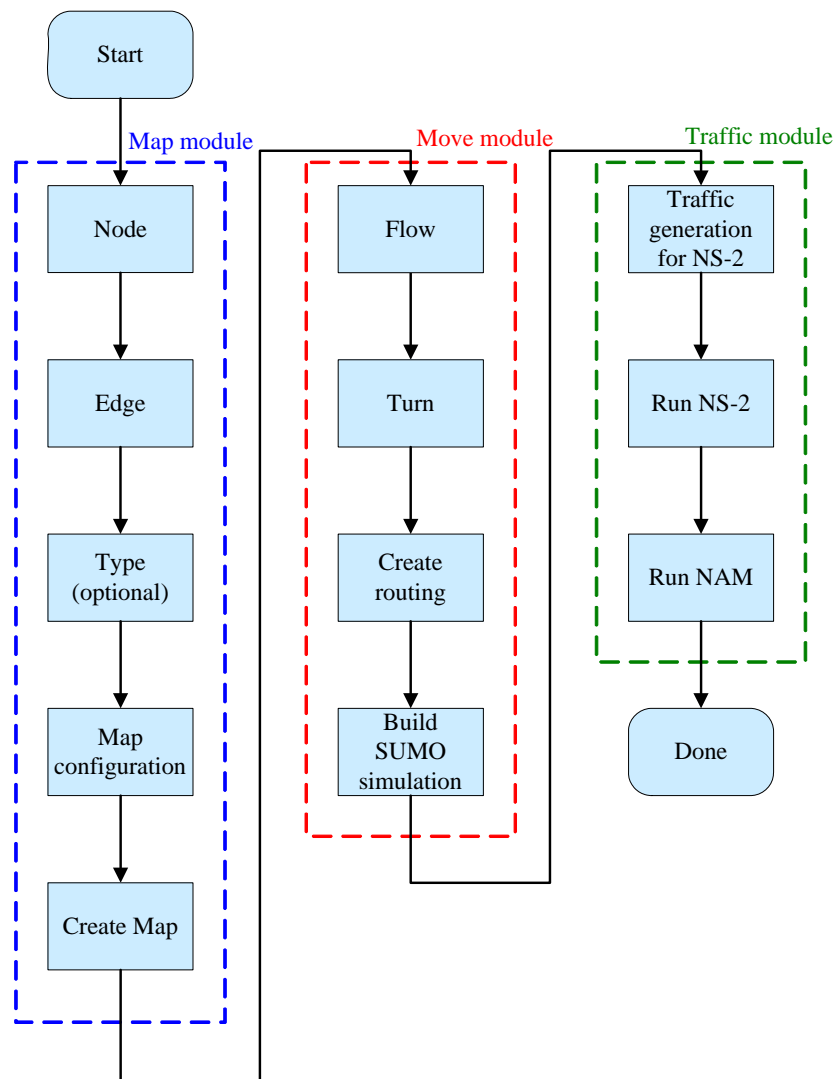 Start
Map module
Node
Edge
Type
(optional)
Map
configuration
Create Map
Move module
Flow
Turn
Create
routing
Build
SUMO
simulation
Traffic module
Traffic
generation
for NS-2
Run NS-2
Run NAM
Done